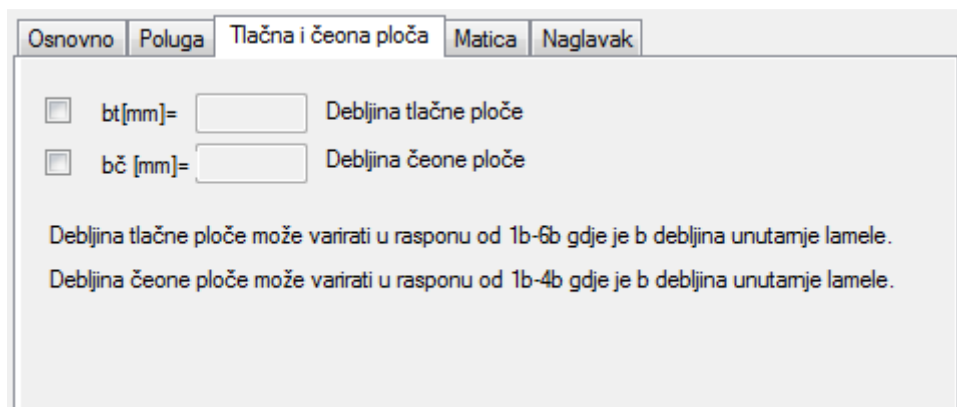 Osnovno Poluga Tlačna i čeona ploča Matica Naglavak
bt[mm]= Debljina tlačne ploče
bč [mm]= Debljina čeone ploče
Debljina tlačne ploče može varirati u rasponu od 1b-6b gdje je b debljina unutarnje lamele.
Debljina čeone ploče može varirati u rasponu od 1b-4b gdje je b debljina unutarnje lamele.